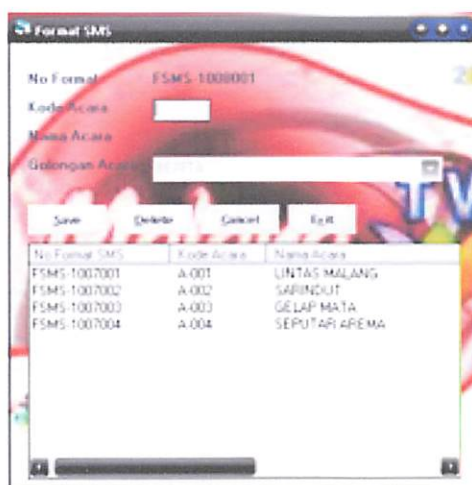 Format SMS
No Format FSMS-1008001
Kode Acara
Nama Acara
Golongan Acara BERITA
Save Delete Cancel Exit
No Format SMS Kode Acara Nama Acara
FSMS-1007001 A-001 LINTAS MALANG
FSMS-1007002 A-002 SARINDUT
FSMS-1007003 A-003 GELAP MATA
FSMS-1007004 A-004 SEPUTAR AREMA
TV